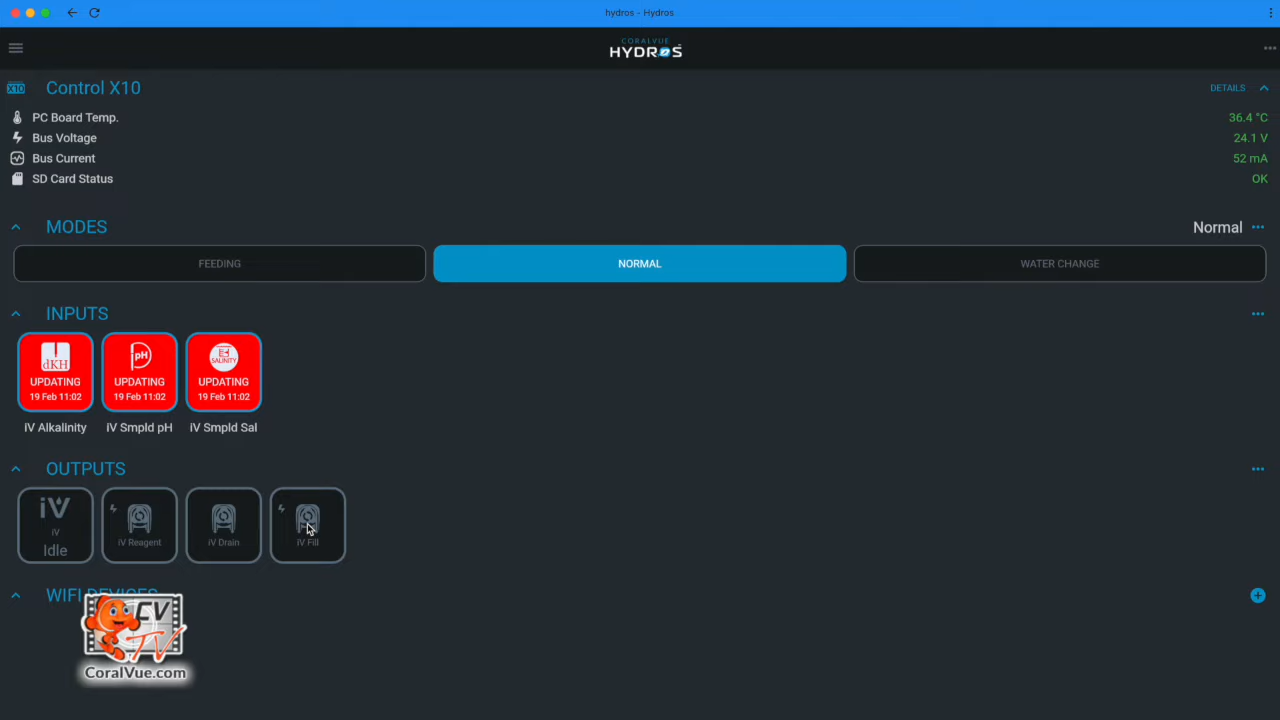 hydros - Hydros
CORALVUE
HYDROS
X10 Control X10
DETAILS
PC Board Temp. 36.4 °C
Bus Voltage 24.1 V
Bus Current 52 mA
SD Card Status OK
MODES Normal
FEEDING NORMAL WATER CHANGE
INPUTS
dKH pH SALINITY
UPDATING UPDATING UPDATING
19 Feb 11:02 19 Feb 11:02 19 Feb 11:02
iV Alkalinity iV Smpld pH iV Smpld Sal
OUTPUTS
iV
iV iV Reagent iV Drain iV Fill
Idle
WIFI DEVICES
CV
TV
CoralVue.com